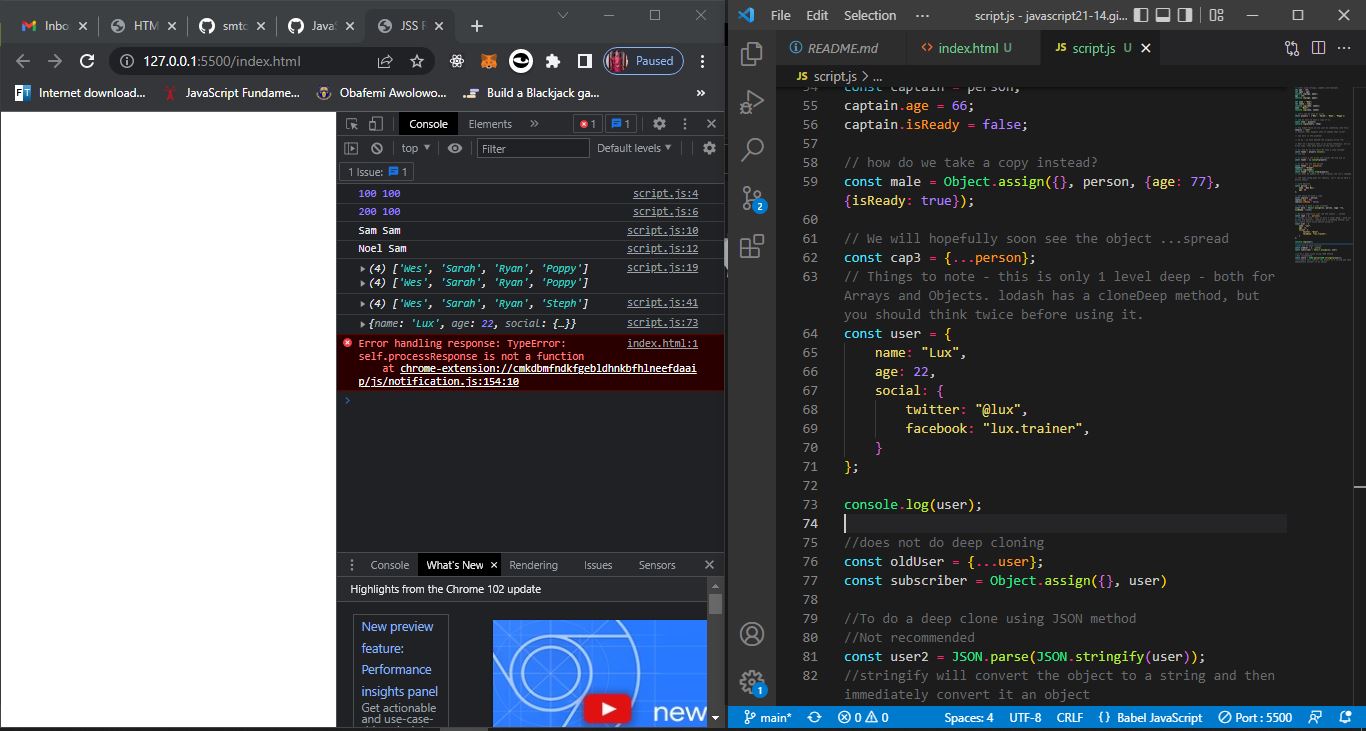 Inbo
HTM
smtc
Java
JSS F
127.0.0.1:5500/index.html
Paused
FT Internet download...
JavaScript Fundame...
Obafemi Awolowo...
Build a Blackjack ga...
»
Console
Elements
»
1
1
top
Filter
Default levels
1 Issue: 1
100 100 script.js:4
200 100 script.js:6
Sam Sam script.js:10
Noel Sam script.js:12
(4) ['Wes', 'Sarah', 'Ryan', 'Poppy'] script.js:19
(4) ['Wes', 'Sarah', 'Ryan', 'Poppy']
(4) ['Wes', 'Sarah', 'Ryan', 'Steph'] script.js:41
{name: 'Lux', age: 22, social: {…}} script.js:73
Error handling response: TypeError: index.html:1
self.processResponse is not a function
at chrome-extension://cmkdbmfndkfgebldhnkbfhlneefdaai
p/js/notification.js:154:10
Console
What's New
Rendering
Issues
Sensors
Highlights from the Chrome 102 update
New preview
feature:
Performance
insights panel
Get actionable
and use-case-
new
File Edit Selection ··· script.js - javascript21-14.gi...
README.md
index.html U
JS script.js U
JS script.js > ...
54 const captain = person;
55 captain.age = 66;
56 captain.isReady = false;
57
58 // how do we take a copy instead?
59 const male = Object.assign({}, person, {age: 77},
{isReady: true});
60
61 // We will hopefully soon see the object ...spread
62 const cap3 = {...person};
63 // Things to note - this is only 1 level deep - both for
Arrays and Objects. lodash has a cloneDeep method, but
you should think twice before using it.
64 const user = {
65 name: "Lux",
66 age: 22,
67 social: {
68 twitter: "@lux",
69 facebook: "lux.trainer",
70 }
71 };
72
73 console.log(user);
74
75 //does not do deep cloning
76 const oldUser = {...user};
77 const subscriber = Object.assign({}, user)
78
79 //To do a deep clone using JSON method
80 //Not recommended
81 const user2 = JSON.parse(JSON.stringify(user));
82 //stringify will convert the object to a string and then
immediately convert it an object
2
1
main* 0 0 Spaces: 4 UTF-8 CRLF {} Babel JavaScript Port : 5500